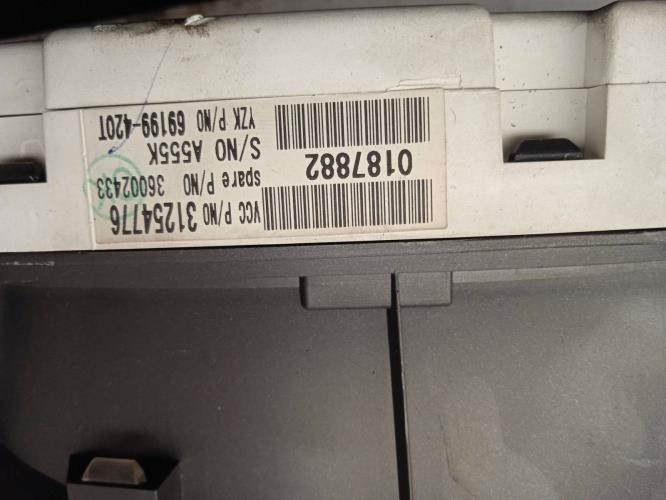 VCC P/NO 31254776
spare P/NO 36002433
0187882
S/NO A555K
YZK P/NO 69199-420T